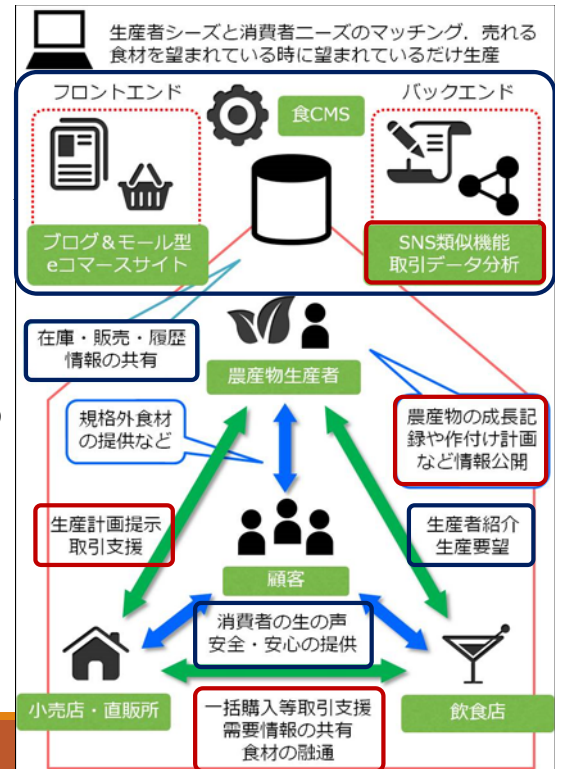 生産者シーズと消費者ニーズのマッチング．売れる
食材を望まれている時に望まれているだけ生産
フロントエンド
食CMS
バックエンド
ブログ＆モール型
eコマースサイト
SNS類似機能
取引データ分析
在庫・販売・履歴
情報の共有
農産物生産者
規格外食材
の提供など
農産物の成長記
録や作付け計画
など情報公開
生産計画提示
取引支援
生産者紹介
生産要望
顧客
消費者の生の声
安全・安心の提供
小売店・直販所
一括購入等取引支援
需要情報の共有
食材の融通
飲食店